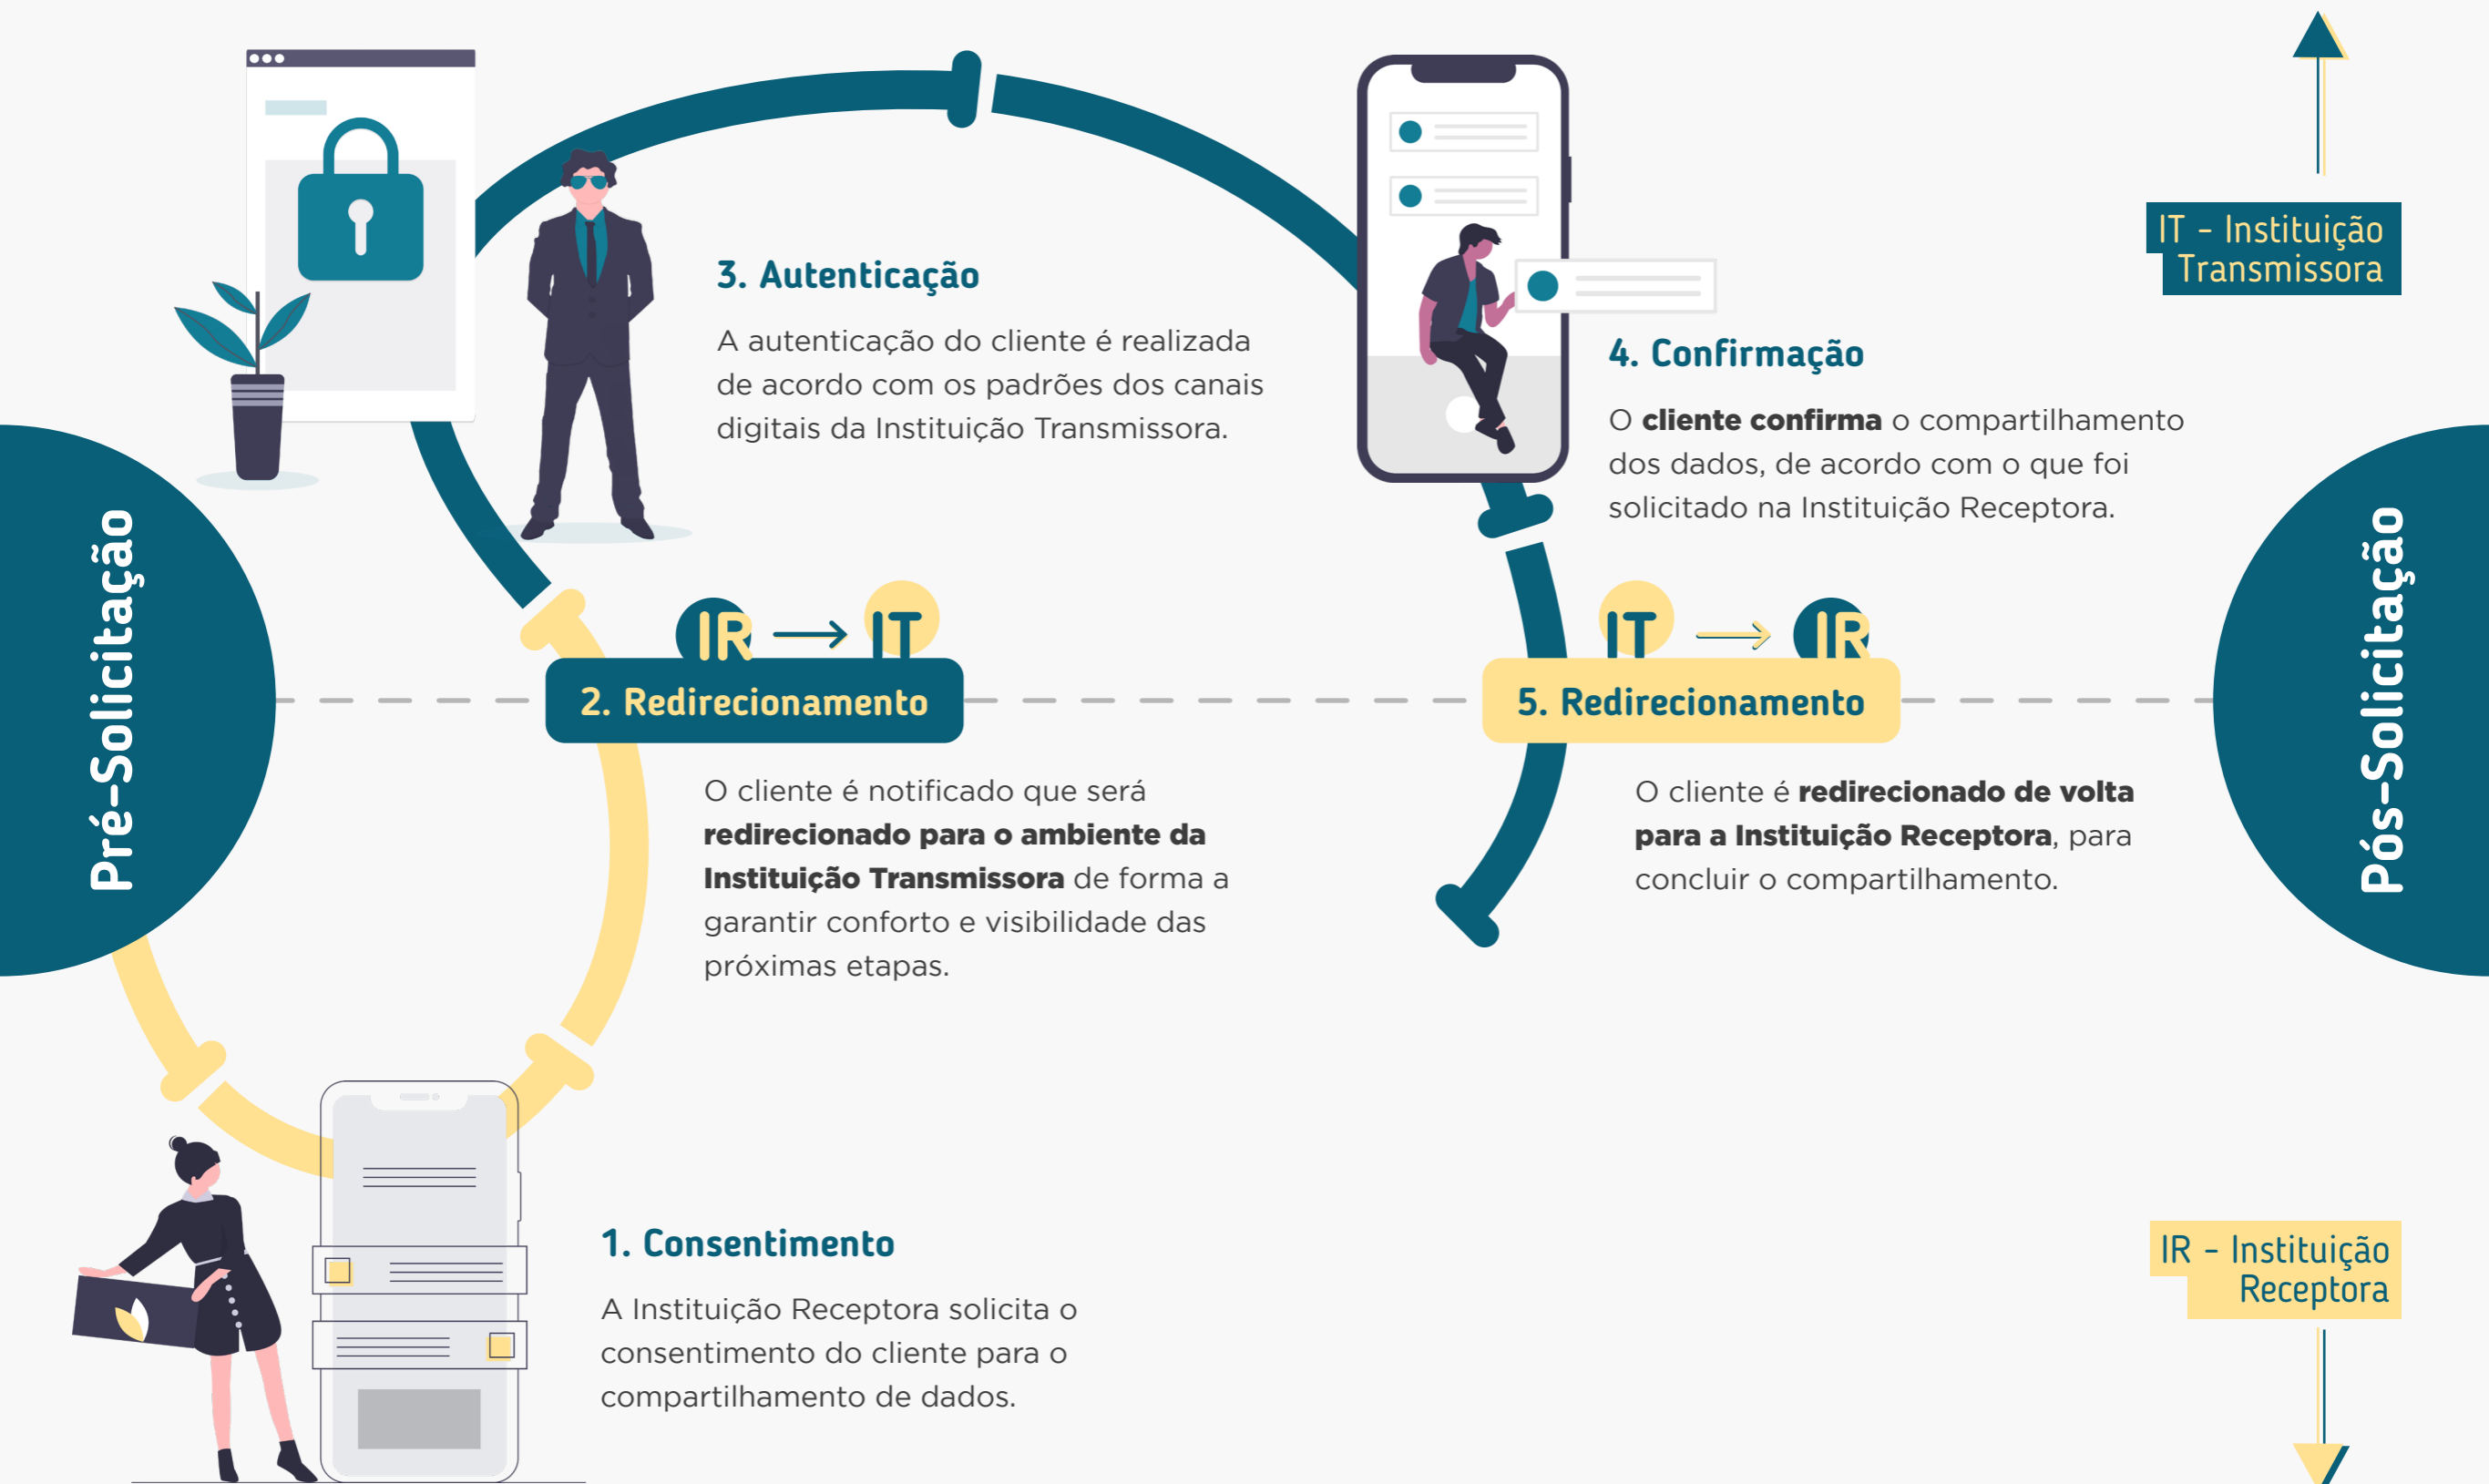 Pré-Solicitação
3. Autenticação
A autenticação do cliente é realizada
de acordo com os padrões dos canais
digitais da Instituição Transmissora.
4. Confirmação
O cliente confirma o compartilhamento
dos dados, de acordo com o que foi
solicitado na Instituição Receptora.
IT - Instituição
Transmissora
IR → IT
2. Redirecionamento
O cliente é notificado que será
redirecionado para o ambiente da
Instituição Transmissora de forma a
garantir conforto e visibilidade das
próximas etapas.
IT → IR
5. Redirecionamento
O cliente é redirecionado de volta
para a Instituição Receptora, para
concluir o compartilhamento.
Pós-Solicitação
1. Consentimento
A Instituição Receptora solicita o
consentimento do cliente para o
compartilhamento de dados.
IR - Instituição
Receptora